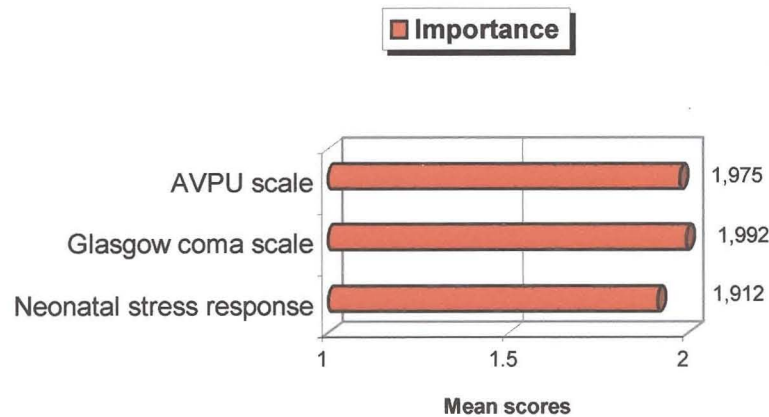 Importance
AVPU scale 1,975
Glasgow coma scale 1,992
Neonatal stress response 1,912
1 1.5 2
Mean scores